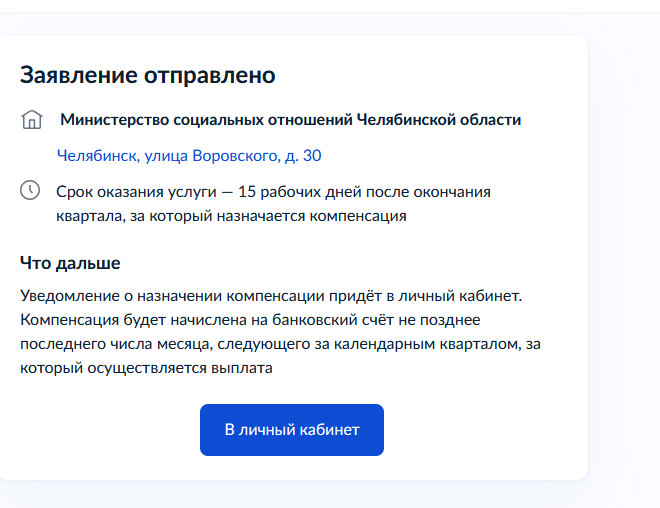 Заявление отправлено
Министерство социальных отношений Челябинской области
Челябинск, улица Воровского, д. 30
Срок оказания услуги — 15 рабочих дней после окончания
квартала, за который назначается компенсация
Что дальше
Уведомление о назначении компенсации придёт в личный кабинет.
Компенсация будет начислена на банковский счёт не позднее
последнего числа месяца, следующего за календарным кварталом, за
который осуществляется выплата
В личный кабинет